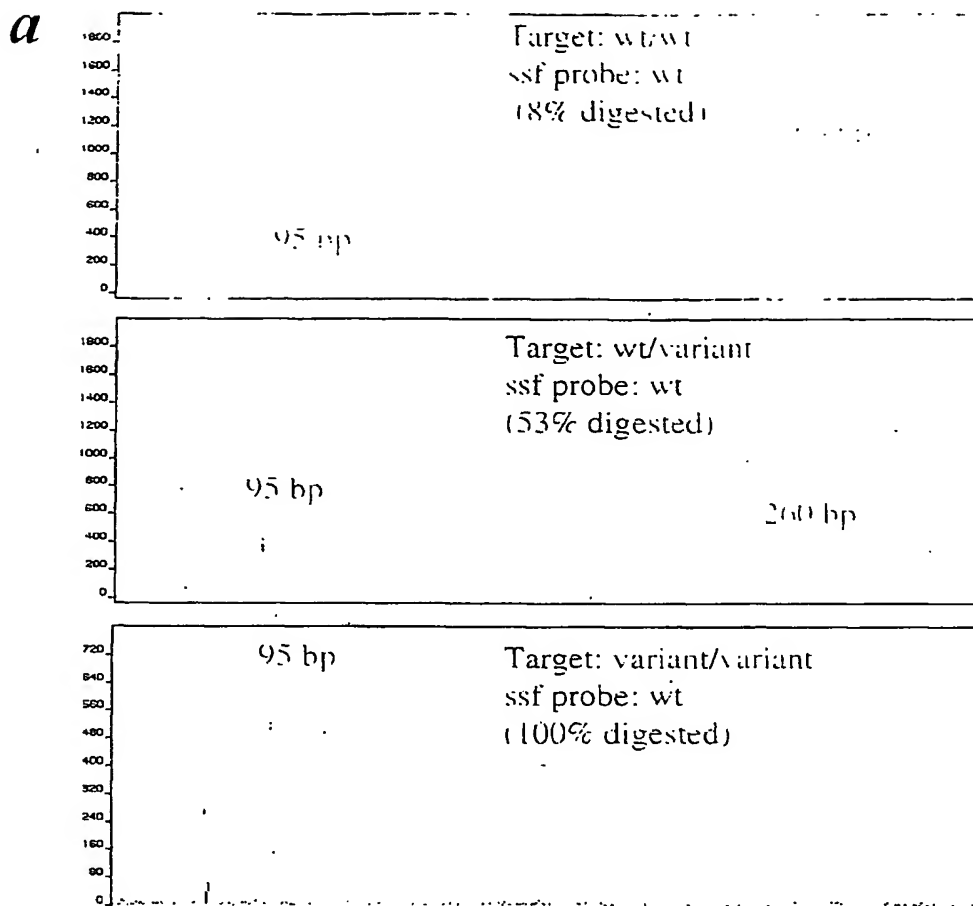 a
1800
1600
1400
1200
1000
800
600
400
200
0
Target: wt/wt
ssf probe: wt
(8% digested)
95 bp
1800
1600
1400
1200
1000
800
600
400
200
0
Target: wt/variant
ssf probe: wt
(53% digested)
95 bp
260 bp
720
640
560
480
400
320
240
160
80
0
95 bp
Target: variant/variant
ssf probe: wt
(100% digested)